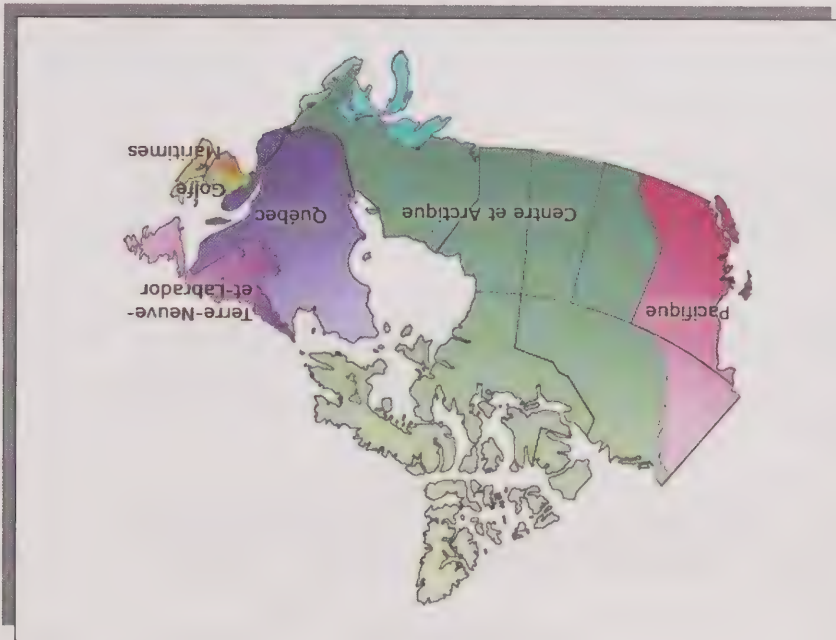 Pacifique
Terre-Neuve-
et-Labrador
Centre et Arctique
Québec
Golfe
Maritimes